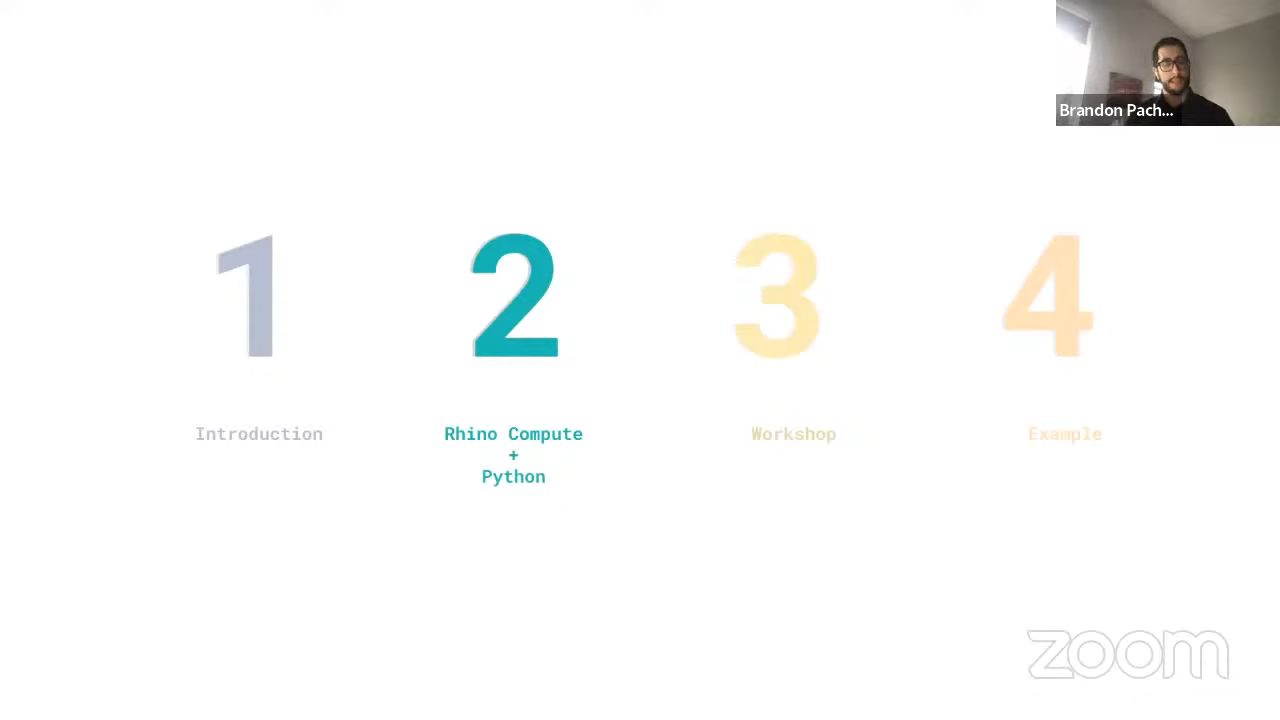 Brandon Pach...
1
2
3
4
Introduction
Rhino Compute
+
Python
Workshop
Example
zoom